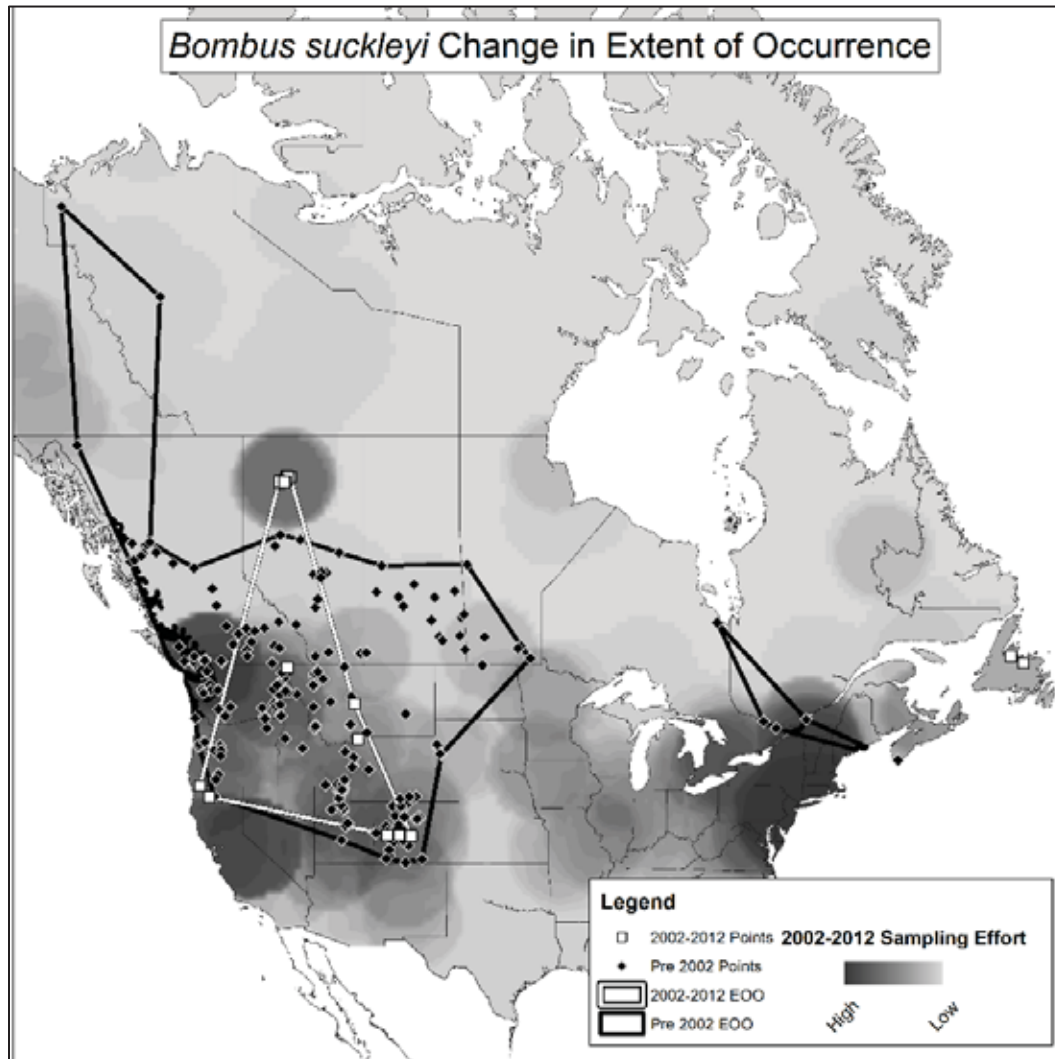 Bombus suckleyi Change in Extent of Occurrence
Legend
2002-2012 Points
Pre 2002 Points
2002-2012 EOO
Pre 2002 EOO
2002-2012 Sampling Effort
High
Low